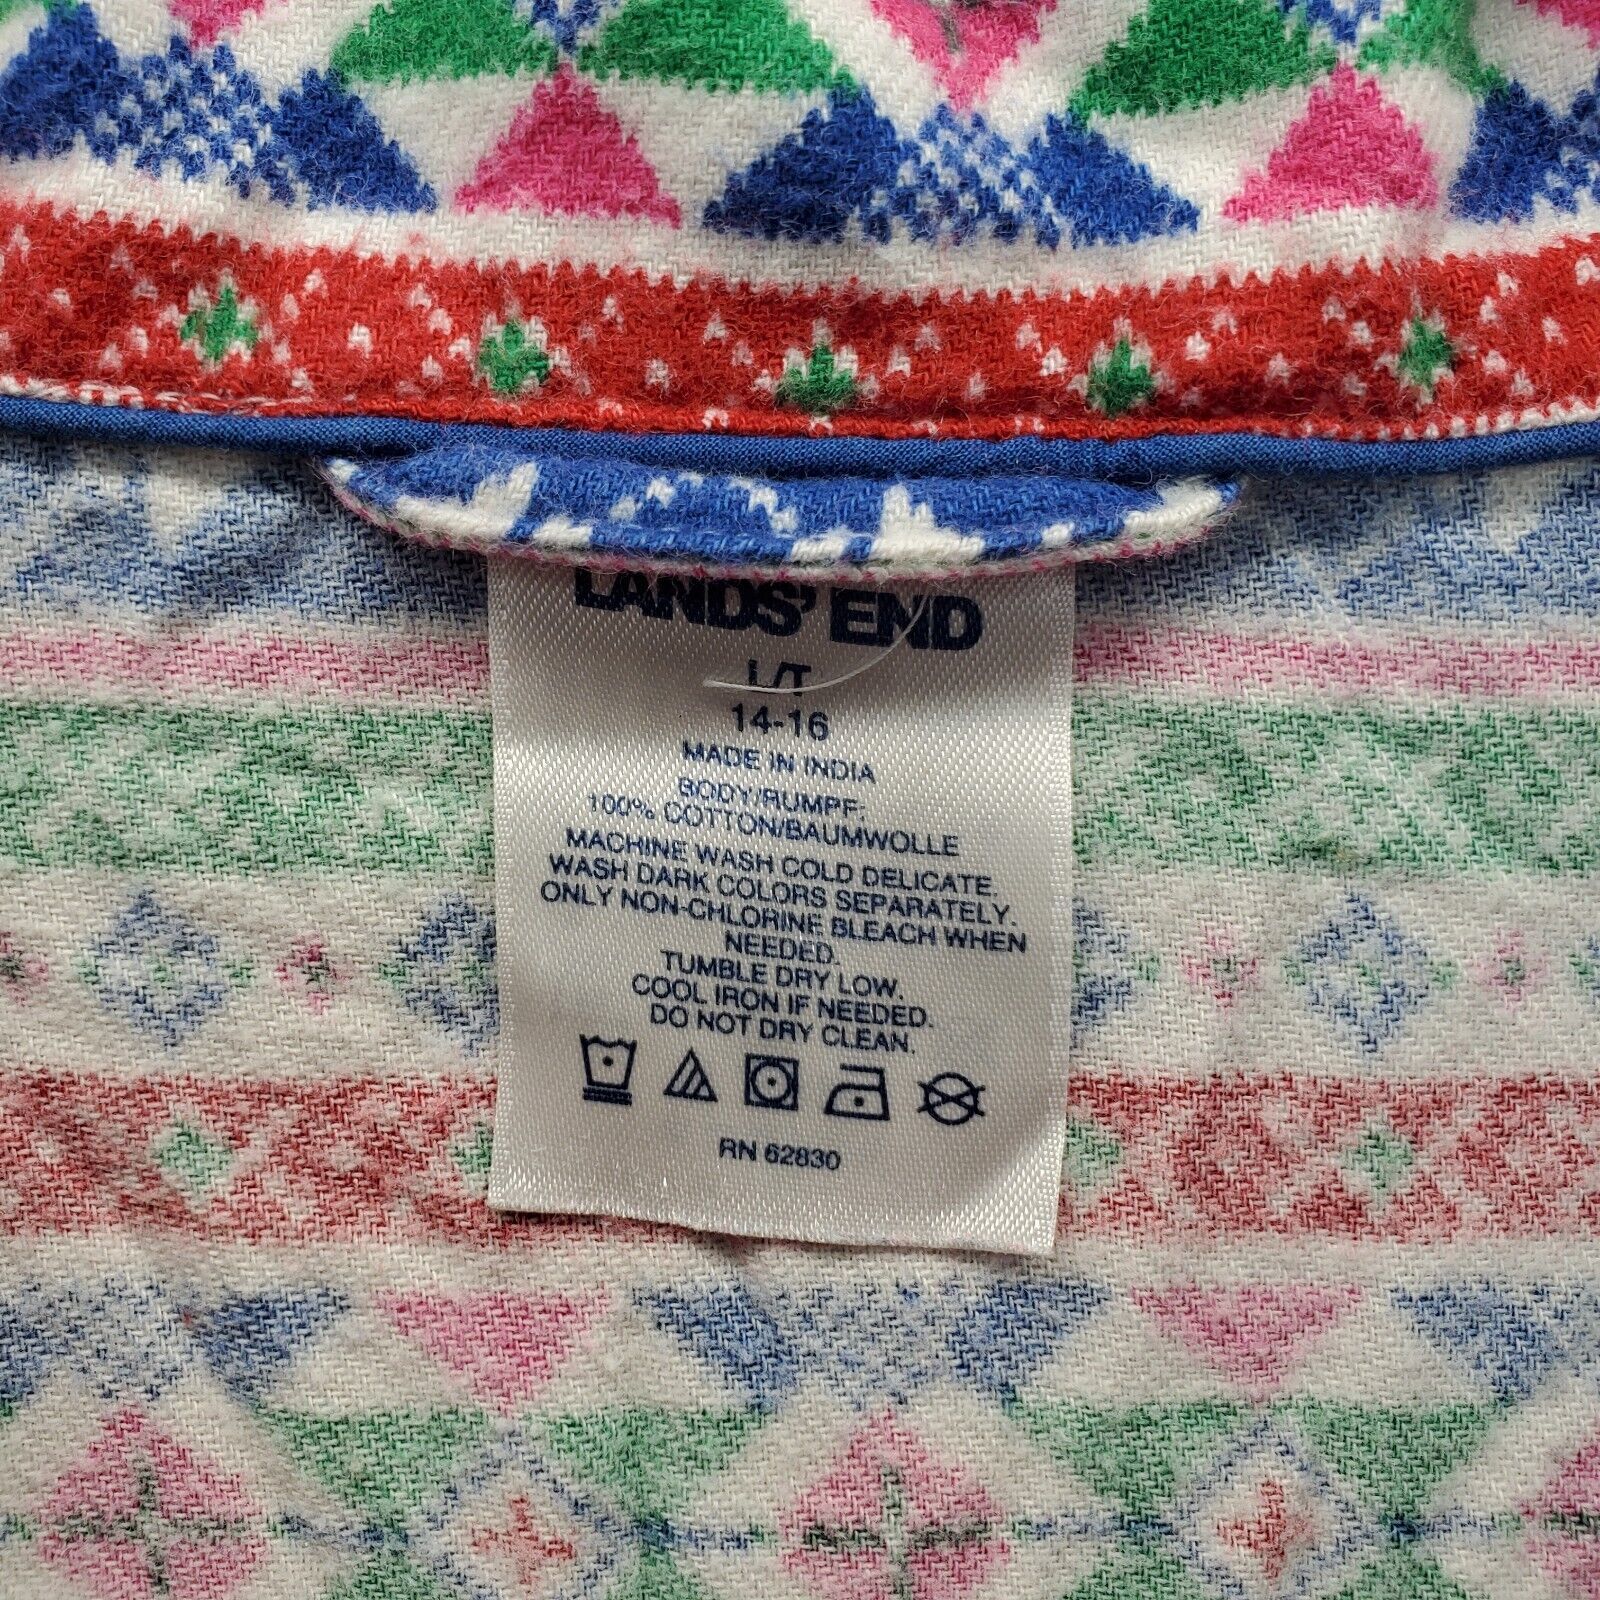 LANDS' END
L/T
14-16
MADE IN INDIA
BODY/RUMPF:
100% COTTON/BAUMWOLLE
MACHINE WASH COLD DELICATE.
WASH DARK COLORS SEPARATELY.
ONLY NON-CHLORINE BLEACH WHEN
NEEDED.
TUMBLE DRY LOW.
COOL IRON IF NEEDED.
DO NOT DRY CLEAN.
RN 62830